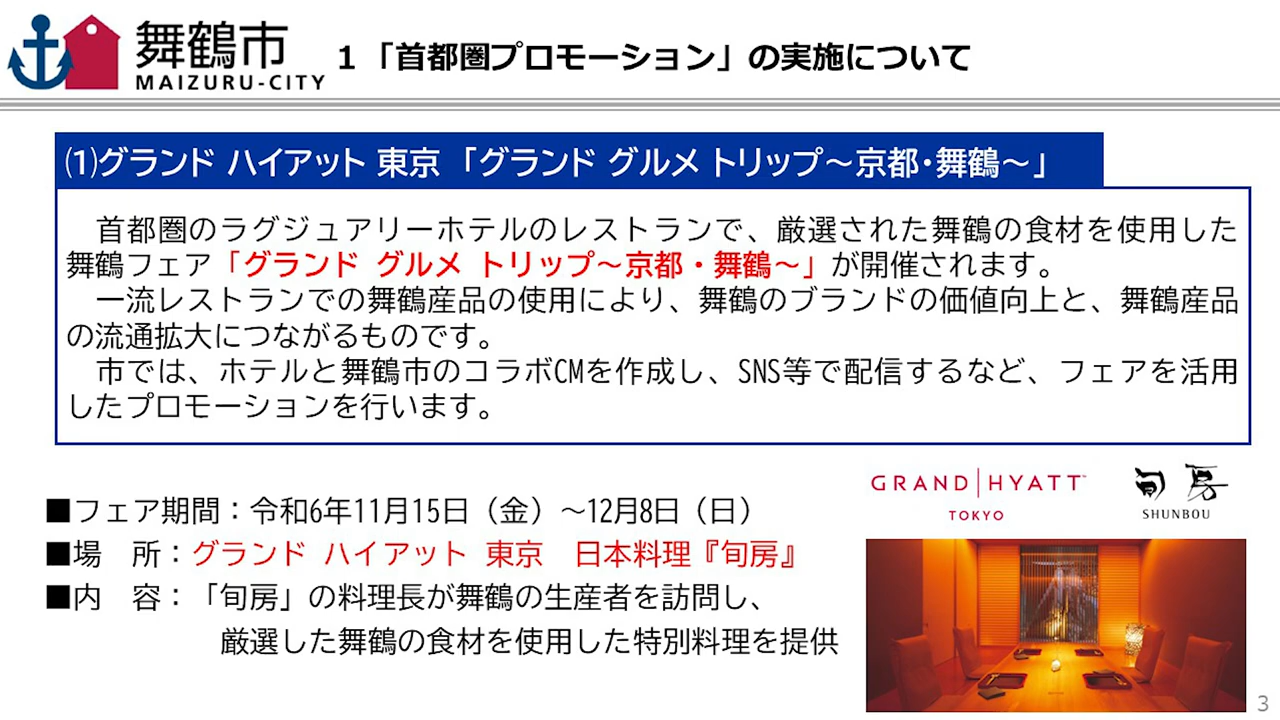 舞鶴市
MAIZURU-CITY
1「首都圏プロモーション」の実施について
⑴グランド ハイアット 東京 「グランド グルメ トリップ~京都・舞鶴~」
首都圏のラグジュアリーホテルのレストランで、厳選された舞鶴の食材を使用した
舞鶴フェア「グランド グルメ トリップ~京都・舞鶴~」が開催されます。
一流レストランでの舞鶴産品の使用により、舞鶴のブランドの価値向上と、舞鶴産品
の流通拡大につながるものです。
市では、ホテルと舞鶴市のコラボCMを作成し、SNS等で配信するなど、フェアを活用
したプロモーションを行います。
■フェア期間:令和6年11月15日(金)~12月8日(日)
■場 所:グランド ハイアット 東京 日本料理『旬房』
■内 容:「旬房」の料理長が舞鶴の生産者を訪問し、
厳選した舞鶴の食材を使用した特別料理を提供
GRAND|HYATT™
TOKYO
旬房
SHUNBOU
3